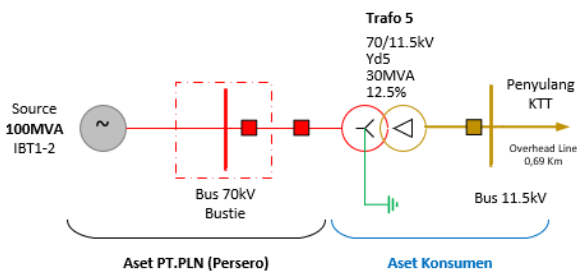 Trafo 5
70/11.5kV
Yd5
30MVA
12.5%
Source
100MVA
IBT1-2
~
Penyulang
KTT
Overhead Line
0,69 Km
Bus 70kV
Bustie
Bus 11.5kV
Aset PT.PLN (Persero)
Aset Konsumen